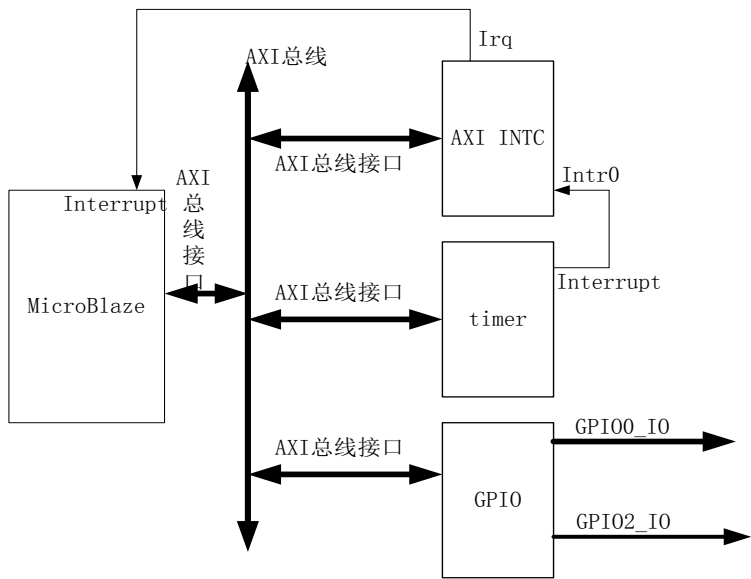 Irq
AXI总线
AXI INTC
AXI总线接口
Intr0
AXI
总
线
接
口
Interrupt
MicroBlaze
AXI总线接口
timer
Interrupt
AXI总线接口
GPIO
GPIO0_IO
GPIO2_IO